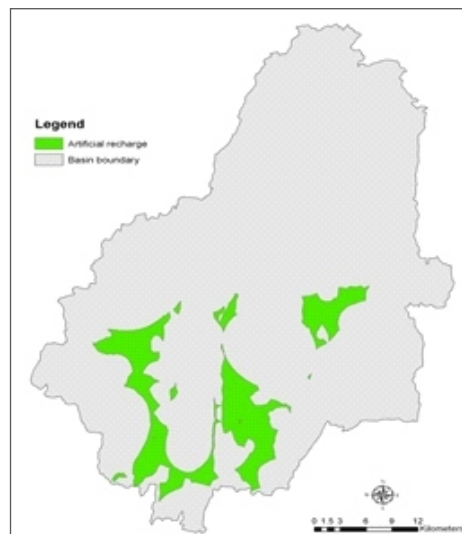 Legend
Artificial recharge
Basin boundary
0 1.5 3 6 9 12
Kilometers